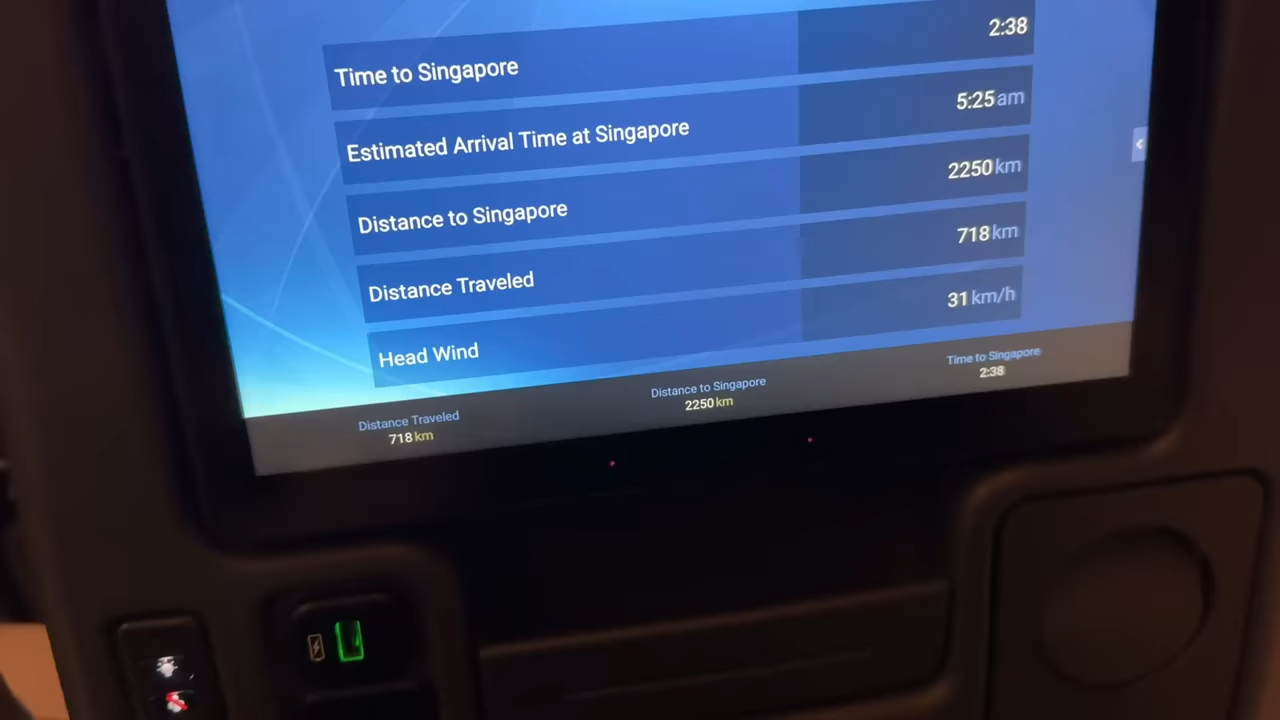 Time to Singapore 2:38
Estimated Arrival Time at Singapore 5:25am
Distance to Singapore 2250km
Distance Traveled 718km
Head Wind 31km/h
Distance Traveled
718km
Distance to Singapore
2250km
Time to Singapore
2:38